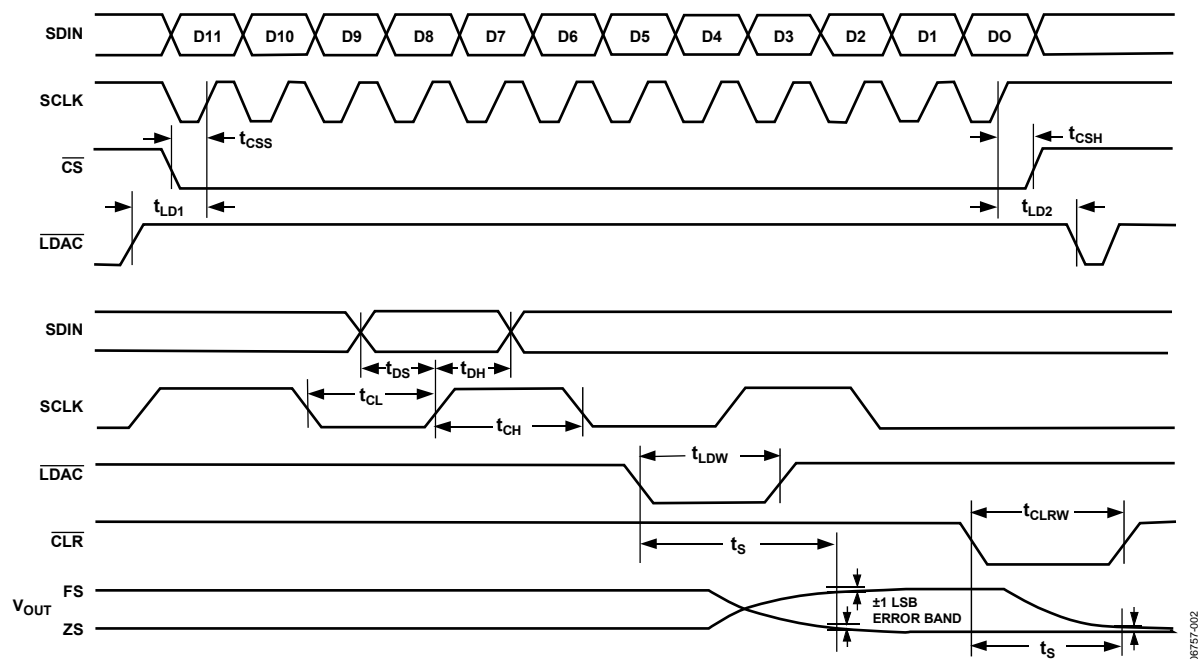 SDIN D11 D10 D9 D8 D7 D6 D5 D4 D3 D2 D1 DO
SCLK
tCSS tCSH
CS
tLD1 tLD2
LDAC
SDIN
tDS tDH
tCL
SCLK
tCH
tLDW
LDAC
tCLRW
CLR
tS
FS
±1 LSB
VOUT
ERROR BAND
ZS
tS
06757-002